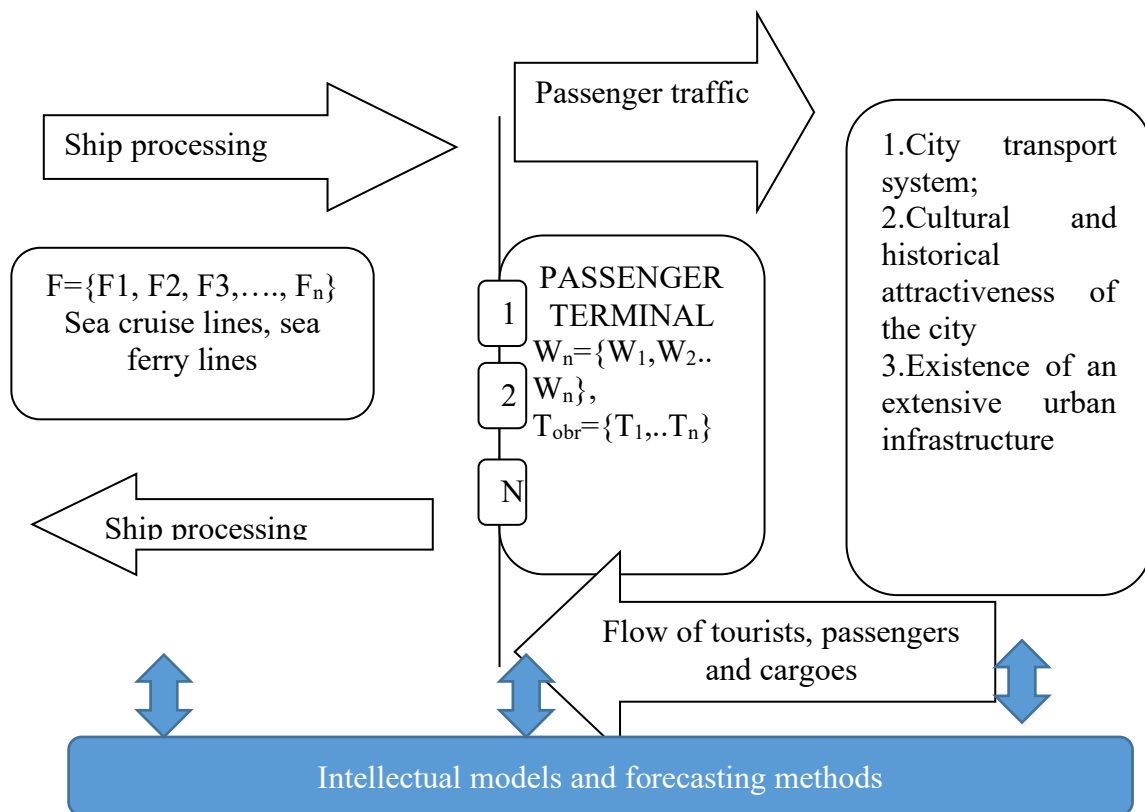 Ship processing
Passenger traffic
F={F1, F2, F3,…., Fn}
Sea cruise lines, sea
ferry lines
1
2
N
PASSENGER
TERMINAL
Wn={W1,W2..
Wn},
Tobr={T1,..Tn}
1.City transport
system;
2.Cultural and
historical
attractiveness of
the city
3.Existence of an
extensive urban
infrastructure
Ship processing
Flow of tourists, passengers
and cargoes
Intellectual models and forecasting methods